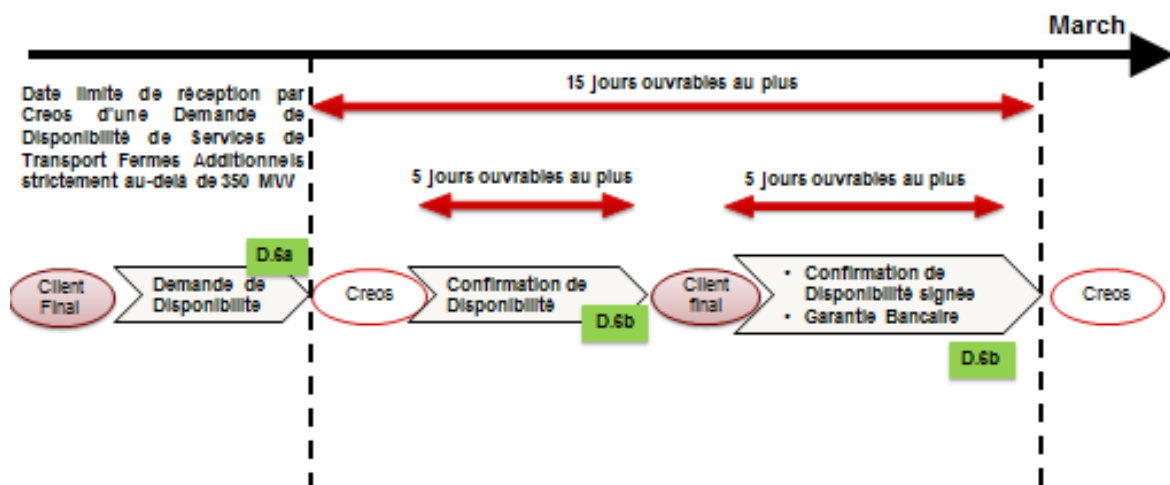 March
Date limite de réception par
Creos d'une Demande de
Disponibilité de Services de
Transport Fermes Additionnels
strictement au-delà de 350 MW
15 jours ouvrables au plus
5 jours ouvrables au plus
5 jours ouvrables au plus
D.6a
Client
Final
Demande de
Disponibilite
Creos
Confirmation de
Disponibilité
D.6b
Client
final
• Confirmation de
Disponibilité signée
• Garantie Bancaire
D.6b
Creos